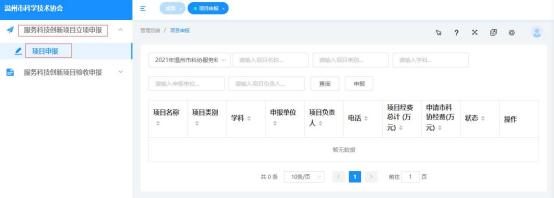 温州市科学技术协会
项目申报
服务科技创新项目立项申报
项目申报
服务科技创新项目验收申报
管理页面 / 项目申报
2021年温州市科协服务科
请输入项目名称...
请输入项目类别...
请输入学科...
请输入申报单位...
请输入项目负责人...
查询
申报
项目名称
项目类别
学科
申报单位
项目负责人
电话
项目经费总计 (万元)
申请市科协经费(万元)
状态
操作
暂无数据
共 0 条
10条/页
1
前往 1 页